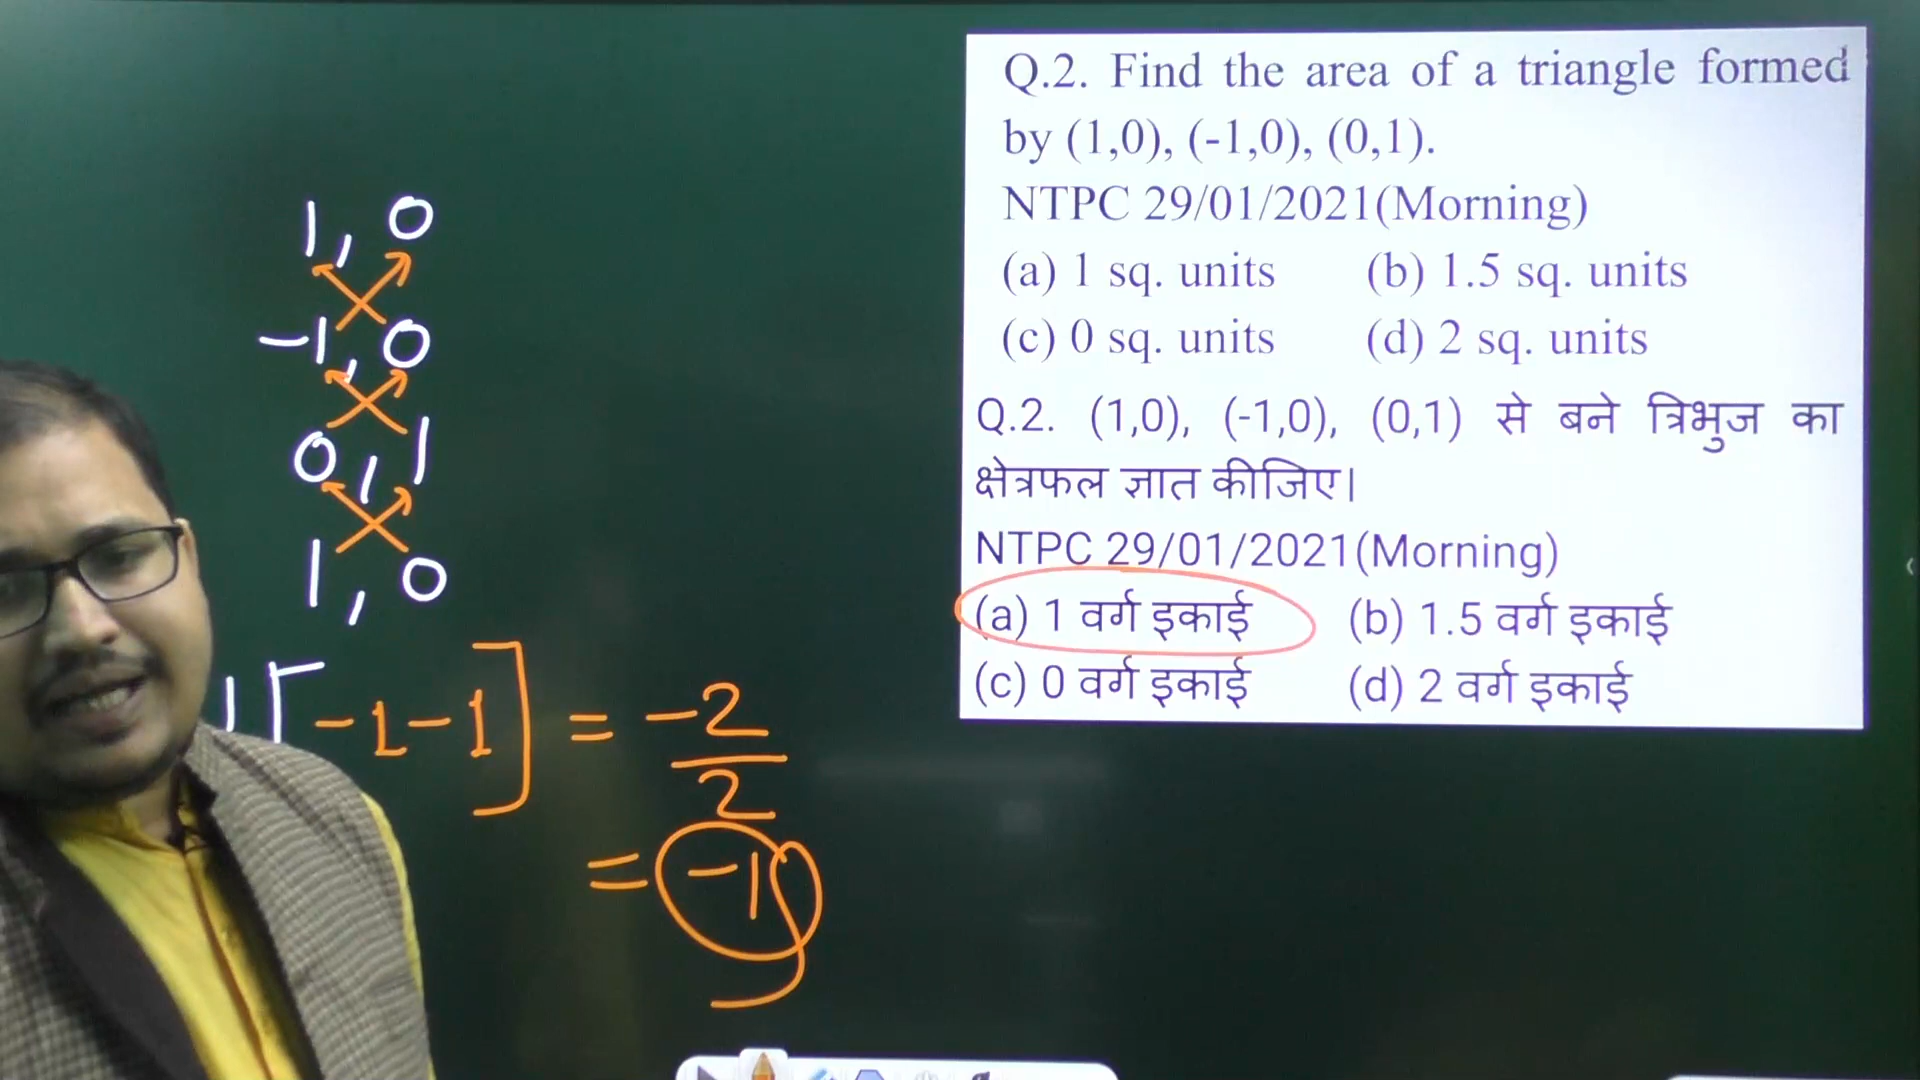 1, 0
-1, 0
0, 1
1, 0
[-1-1] = -2
2
= -1
Q.2. Find the area of a triangle formed
by (1,0), (-1,0), (0,1).
NTPC 29/01/2021(Morning)
(a) 1 sq. units (b) 1.5 sq. units
(c) 0 sq. units (d) 2 sq. units
Q.2. (1,0), (-1,0), (0,1) से बने त्रिभुज का
क्षेत्रफल ज्ञात कीजिए।
NTPC 29/01/2021(Morning)
(a) 1 वर्ग इकाई (b) 1.5 वर्ग इकाई
(c) 0 वर्ग इकाई (d) 2 वर्ग इकाई